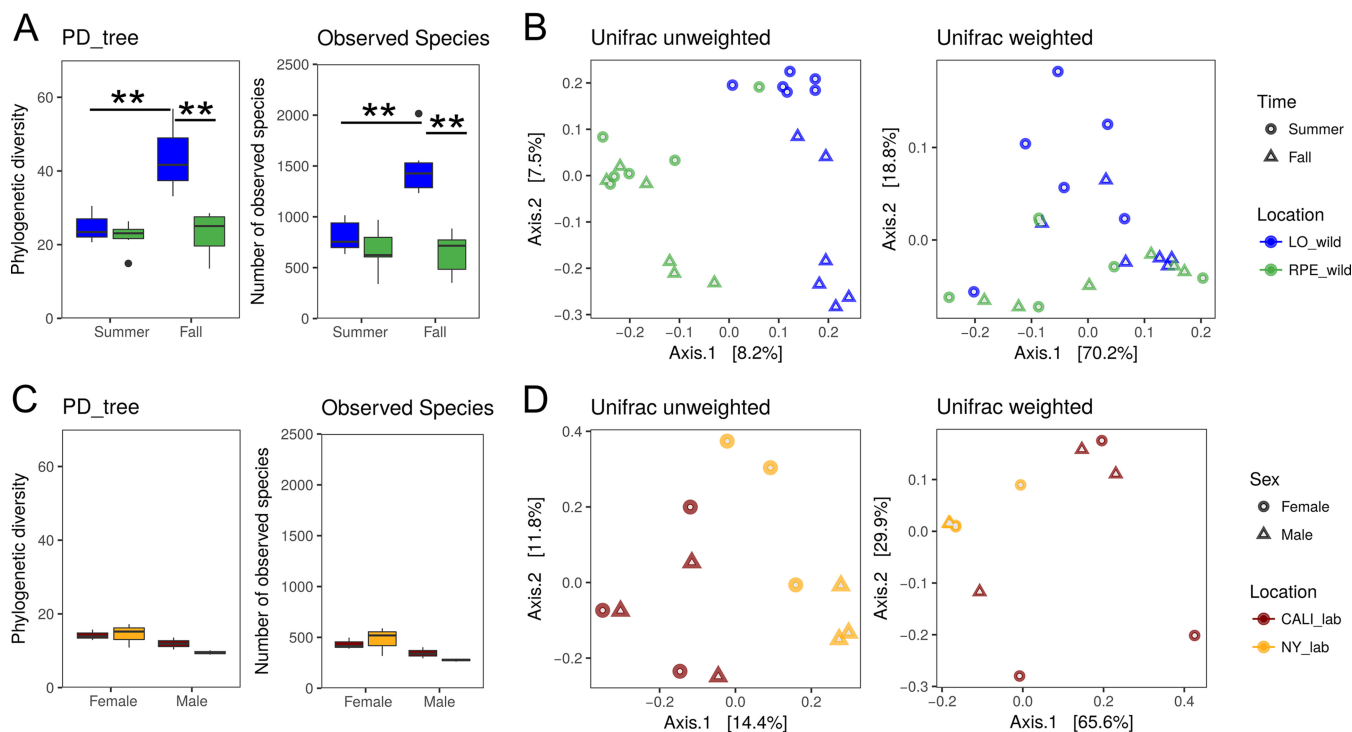 A
PD_tree
Phylogenetic diversity
60
40
20
0
**
**
Summer
Fall
Observed Species
Number of observed species
2500
2000
1500
1000
500
0
**
**
Summer
Fall
B
Unifrac unweighted
Axis.2 [7.5%]
0.2
0.1
0.0
−0.1
−0.2
−0.3
−0.2
−0.1
0.0
0.1
0.2
Axis.1 [8.2%]
Unifrac weighted
Axis.2 [18.8%]
0.1
0.0
−0.2
−0.1
0.0
0.1
0.2
Axis.1 [70.2%]
Time
Summer
Fall
Location
LO_wild
RPE_wild
C
PD_tree
Phylogenetic diversity
60
40
20
0
Female
Male
Observed Species
Number of observed species
2500
2000
1500
1000
500
0
Female
Male
D
Unifrac unweighted
Axis.2 [11.8%]
0.4
0.2
0.0
−0.2
−0.2
0.0
0.2
Axis.1 [14.4%]
Unifrac weighted
Axis.2 [29.9%]
0.1
0.0
−0.1
−0.2
−0.3
−0.2
0.0
0.2
0.4
Axis.1 [65.6%]
Sex
Female
Male
Location
CALI_lab
NY_lab